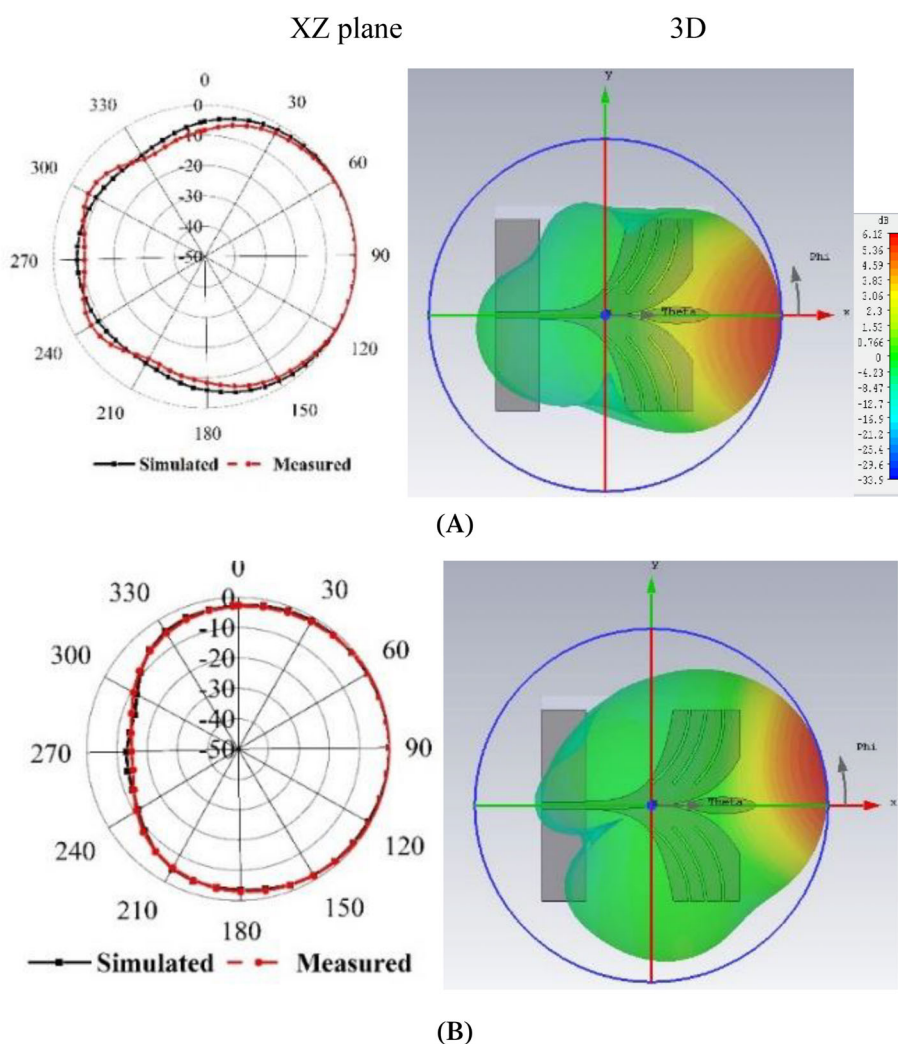 XZ plane 3D
0
330 0 30
-10
300 -20 60
-30
-40
270 -50 90
240 120
210 150
180
Simulated Measured
y
Phi
Theta x
dB
6.12
5.36
4.59
3.83
3.06
2.3
1.53
0.766
0
-4.23
-8.47
-12.7
-16.9
-21.2
-25.4
-29.6
-33.9
(A)
0
330 0 30
-10
300 -20 60
-30
-40
270 -50 90
240 120
210 150
180
Simulated Measured
y
Phi
Theta x
(B)